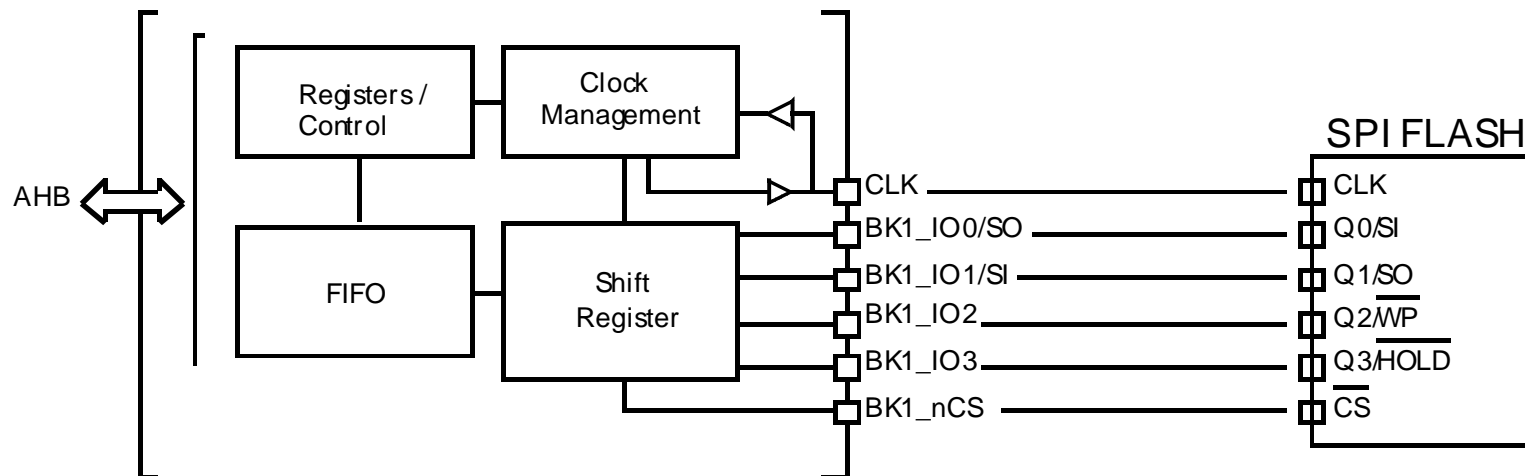 Registers /
Control
Clock
Management
SPI FLASH
AHB
CLK
CLK
BK1_IO0/SO
Q0/SI
FIFO
Shift
Register
BK1_IO1/SI
Q1/SO
BK1_IO2
Q2/WP
BK1_IO3
Q3/HOLD
BK1_nCS
CS